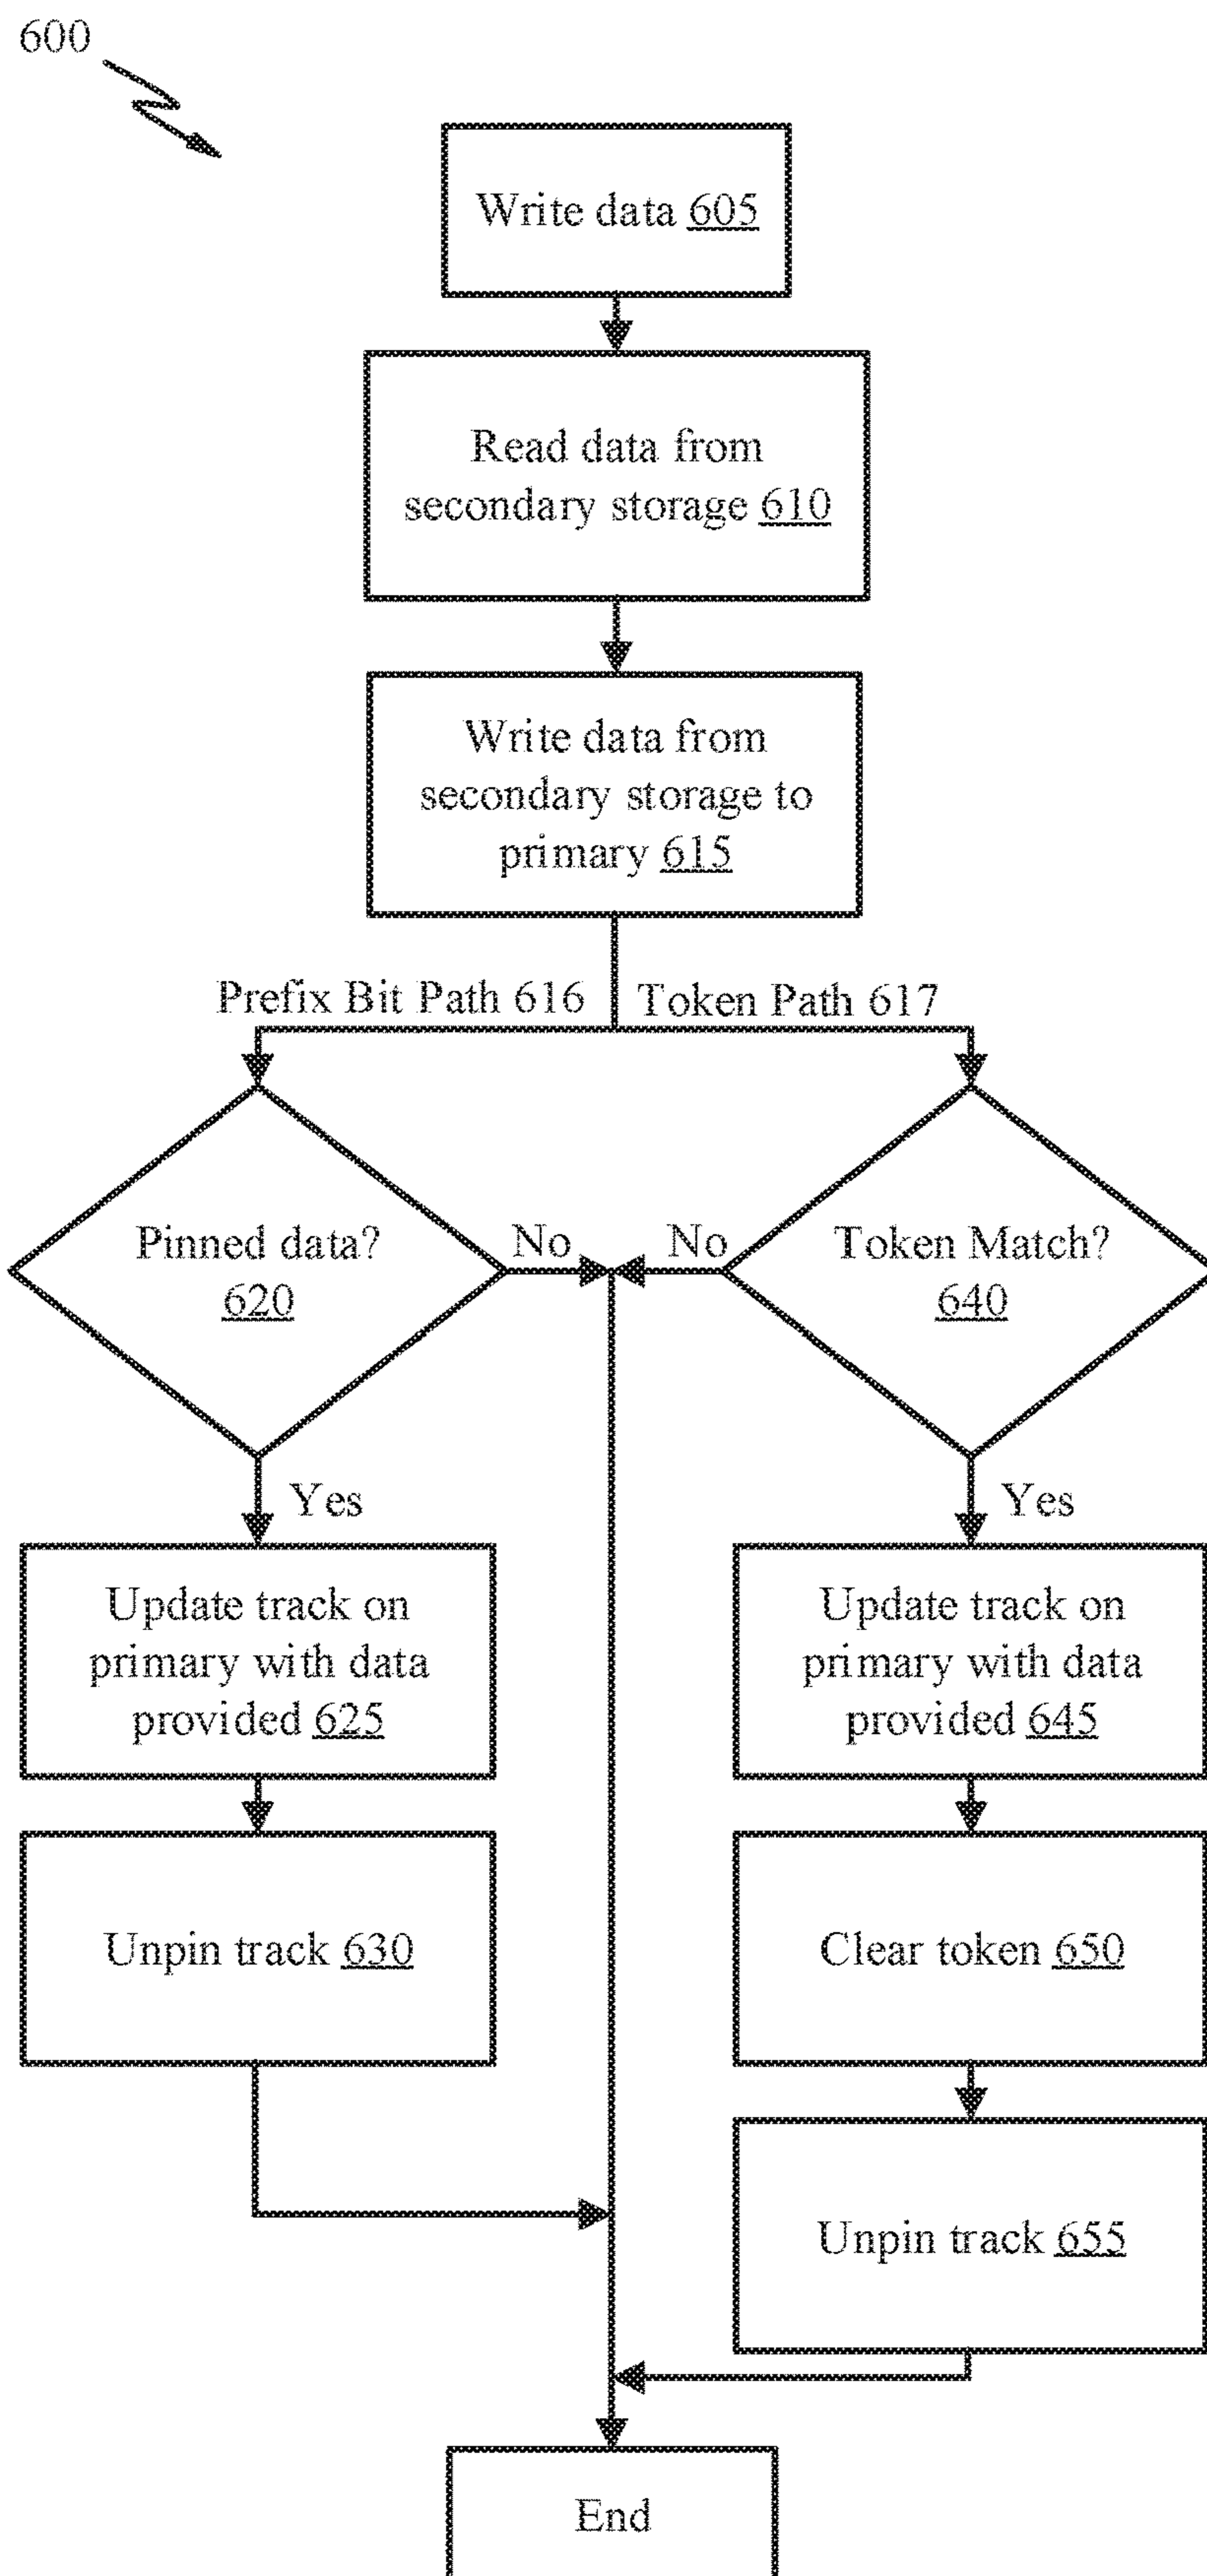 600
Write data 605
Read data from
secondary storage 610
Write data from
secondary storage to
primary 615
Prefix Bit Path 616
Token Path 617
Pinned data?
620
No
No
Token Match?
640
Yes
Yes
Update track on
primary with data
provided 625
Update track on
primary with data
provided 645
Unpin track 630
Clear token 650
Unpin track 655
End